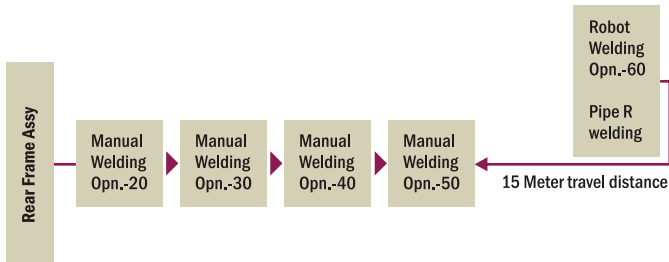 Rear Frame Assy
Manual
Welding
Opn.-20
Manual
Welding
Opn.-30
Manual
Welding
Opn.-40
Manual
Welding
Opn.-50
Robot
Welding
Opn.-60
Pipe R
welding
15 Meter travel distance